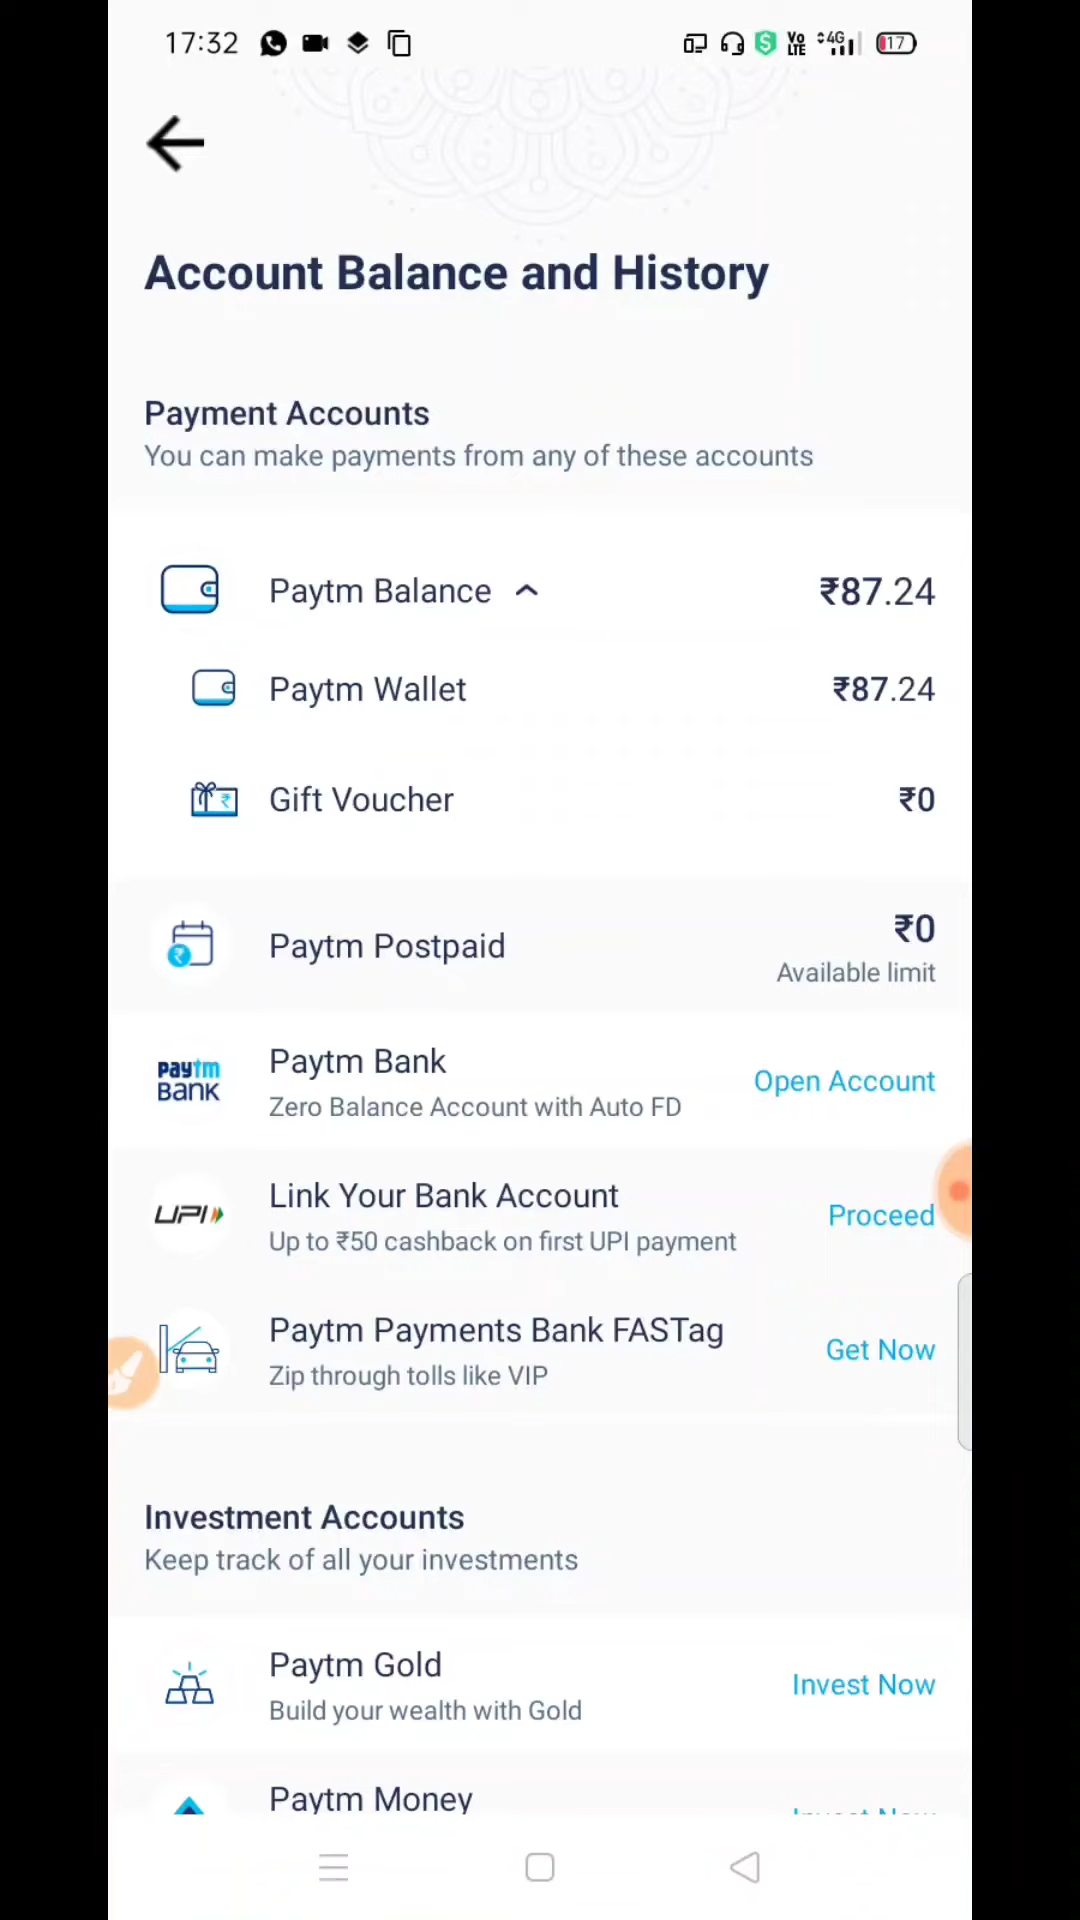 17:32
VO
LTE
4G
17
Account Balance and History
Payment Accounts
You can make payments from any of these accounts
Paytm Balance
₹87.24
Paytm Wallet
₹87.24
Gift Voucher
₹0
Paytm Postpaid
₹0
Available limit
paytm
BANK
Paytm Bank
Zero Balance Account with Auto FD
Open Account
UPI
Link Your Bank Account
Up to ₹50 cashback on first UPI payment
Proceed
Paytm Payments Bank FASTag
Zip through tolls like VIP
Get Now
Investment Accounts
Keep track of all your investments
Paytm Gold
Build your wealth with Gold
Invest Now
Paytm Money